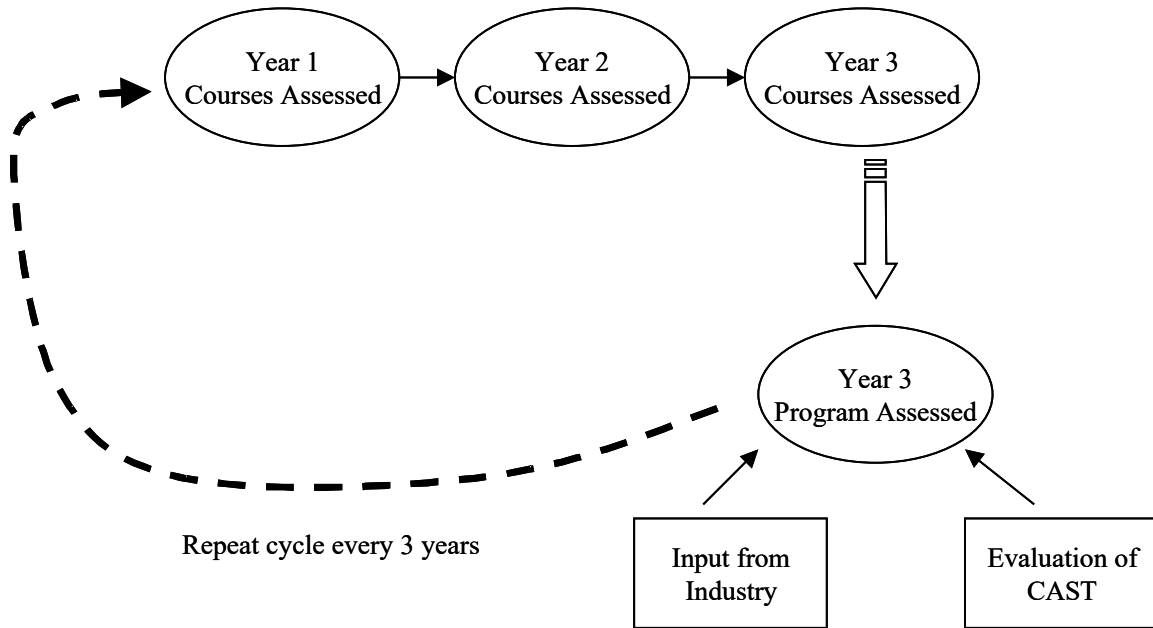 Year 1
Courses Assessed
Year 2
Courses Assessed
Year 3
Courses Assessed
Year 3
Program Assessed
Repeat cycle every 3 years
Input from
Industry
Evaluation of
CAST